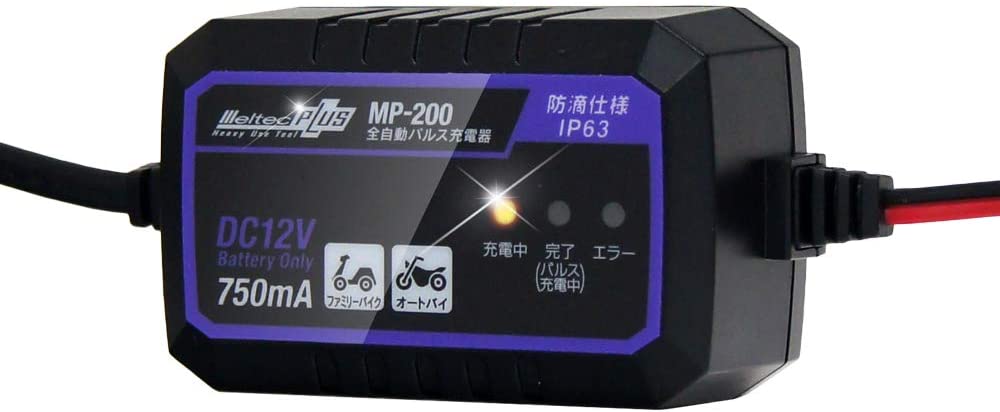 Meltec PLUS
Heavy Use Tool
MP-200
全自動パルス充電器
防滴仕様
IP63
DC12V
Battery Only
750mA
ファミリーバイク
オートバイ
充電中
完了
(パルス
充電中)
エラー